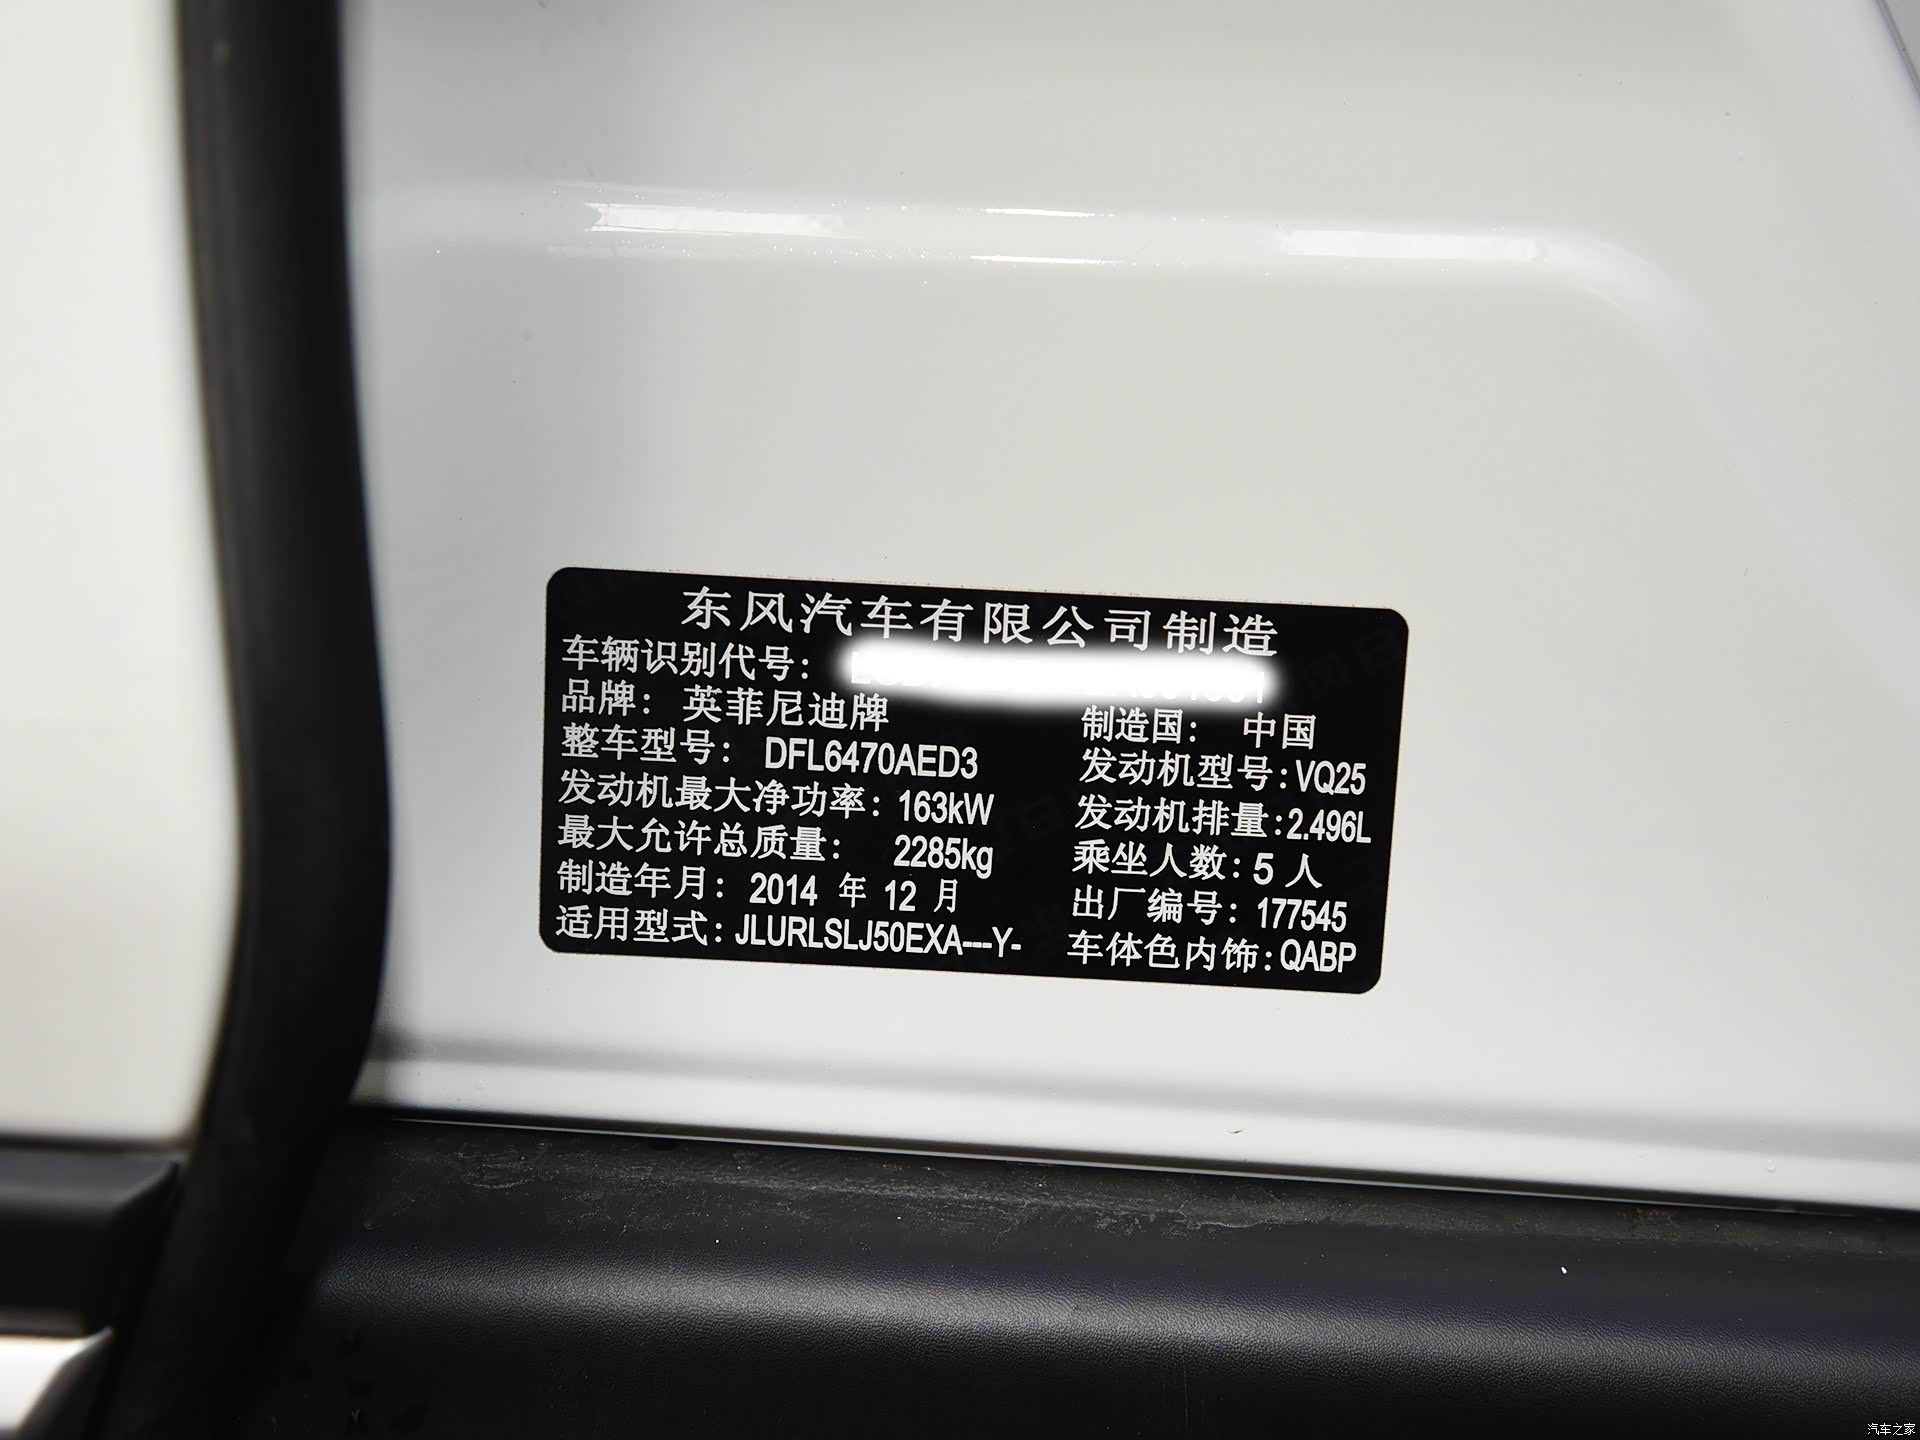 东风汽车有限公司制造
车辆识别代号:
品牌: 英菲尼迪牌 制造国: 中国
整车型号: DFL6470AED3 发动机型号:VQ25
发动机最大净功率: 163kW 发动机排量:2.496L
最大允许总质量: 2285kg 乘坐人数: 5 人
制造年月: 2014 年 12 月 出厂编号: 177545
适用型式: JLURLSLJ50EXA---Y- 车体色内饰:QABP
汽车之家